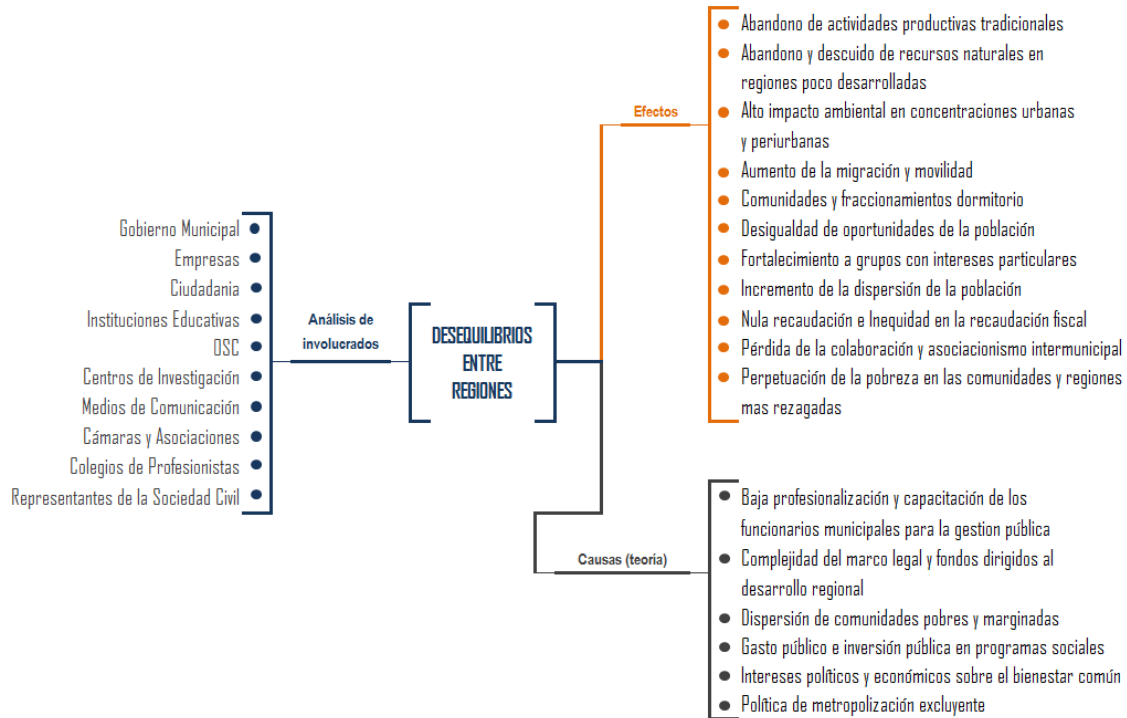 Gobierno Municipal
Empresas
Ciudadania
Instituciones Educativas
OSC
Centros de Investigación
Medios de Comunicación
Cámaras y Asociaciones
Colegios de Profesionistas
Representantes de la Sociedad Civil
Análisis de
involucrados
DESEQUILIBRIOS
ENTRE
REGIONES
Efectos
Abandono de actividades productivas tradicionales
Abandono y descuido de recursos naturales en
regiones poco desarrolladas
Alto impacto ambiental en concentraciones urbanas
y periurbanas
Aumento de la migración y movilidad
Comunidades y fraccionamientos dormitorio
Desigualdad de oportunidades de la población
Fortalecimiento a grupos con intereses particulares
Incremento de la dispersión de la población
Nula recaudación e Inequidad en la recaudación fiscal
Pérdida de la colaboración y asociacionismo intermunicipal
Perpetuación de la pobreza en las comunidades y regiones
mas rezagadas
Causas (teoría)
Baja profesionalización y capacitación de los
funcionarios municipales para la gestion pública
Complejidad del marco legal y fondos dirigidos al
desarrollo regional
Dispersión de comunidades pobres y marginadas
Gasto público e inversión pública en programas sociales
Intereses políticos y económicos sobre el bienestar común
Política de metropolización excluyente